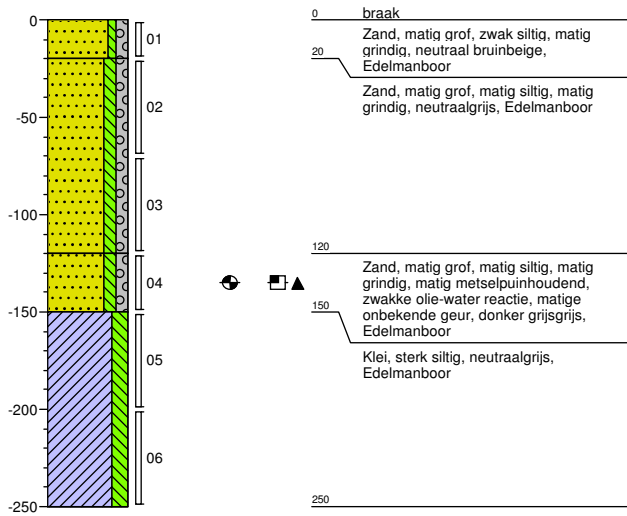 0
-50
-100
-150
-200
-250
01
02
03
04
05
06
0
braak
Zand, matig grof, zwak siltig, matig
grindig, neutraal bruinbeige,
Edelmanboor
20
Zand, matig grof, matig siltig, matig
grindig, neutraalgrijs, Edelmanboor
120
Zand, matig grof, matig siltig, matig
grindig, matig metselpuinhoudend,
zwakke olie-water reactie, matige
onbekende geur, donker grijsgrijs,
Edelmanboor
150
Klei, sterk siltig, neutraalgrijs,
Edelmanboor
250